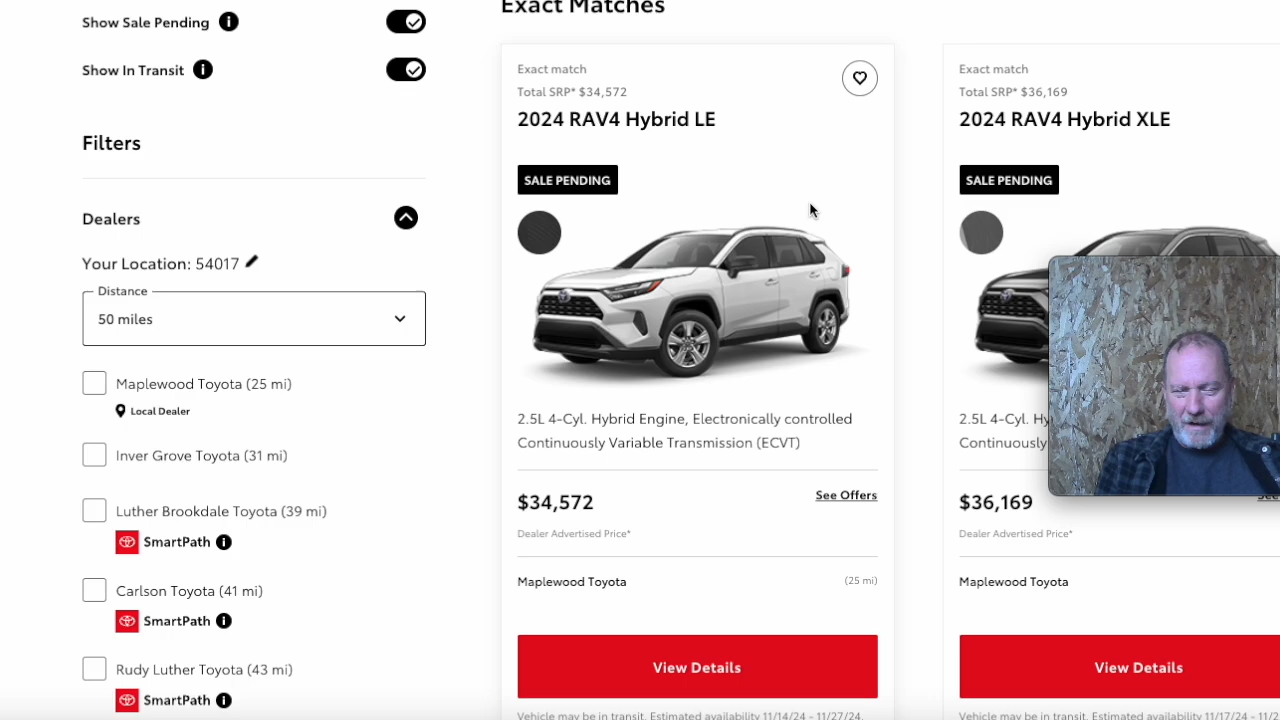 Show Sale Pending
Show In Transit
Filters
Dealers
Your Location: 54017
Distance
50 miles
Maplewood Toyota (25 mi)
Local Dealer
Inver Grove Toyota (31 mi)
Luther Brookdale Toyota (39 mi)
SmartPath
Carlson Toyota (41 mi)
SmartPath
Rudy Luther Toyota (43 mi)
SmartPath
Exact Matches
Exact match
Total SRP* $34,572
2024 RAV4 Hybrid LE
SALE PENDING
2.5L 4-Cyl. Hybrid Engine, Electronically controlled
Continuously Variable Transmission (ECVT)
$34,572
See Offers
Dealer Advertised Price*
Maplewood Toyota
(25 mi)
View Details
Vehicle may be in transit. Estimated availability 11/14/24 - 11/27/24.
Exact match
Total SRP* $36,169
2024 RAV4 Hybrid XLE
SALE PENDING
2.5L 4-Cyl. Hy
Continuously
$36,169
Dealer Advertised Price*
Maplewood Toyota
View Details
Vehicle may be in transit. Estimated availability 11/17/24 - 11/2